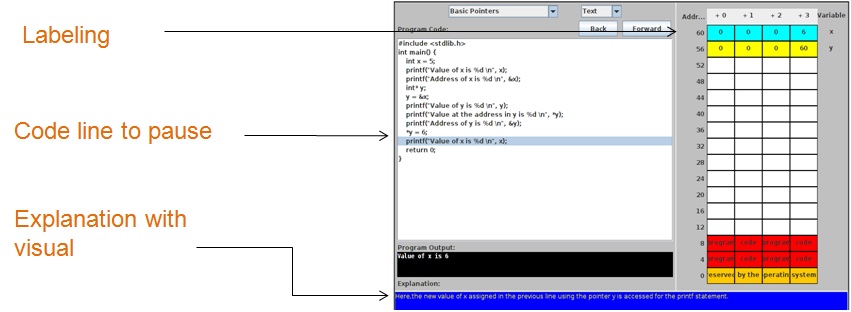 Labeling
Code line to pause
Explanation with
visual
Basic Pointers
Text
Program Code:
Back
Forward
#include <stdlib.h>
int main() {
int x = 5;
printf("Value of x is %d \n", x);
printf("Address of x is %d \n", &x);
int* y;
y = &x;
printf("Value of y is %d \n", y);
printf("Value at the address in y is %d \n", *y);
printf("Address of y is %d \n", &y);
*y = 6;
printf("Value of x is %d \n", x);
return 0;
}
Program Output:
Value of x is 6
Explanation:
Here,the new value of x assigned in the previous line using the pointer y is accessed for the printf statement.
Addr... + 0 + 1 + 2 + 3 Variable
60 0 0 0 6 x
56 0 0 0 60 y
52
48
44
40
36
32
28
24
20
16
12
8 program code program code
4 program code program code
0 eserved by the peratin system